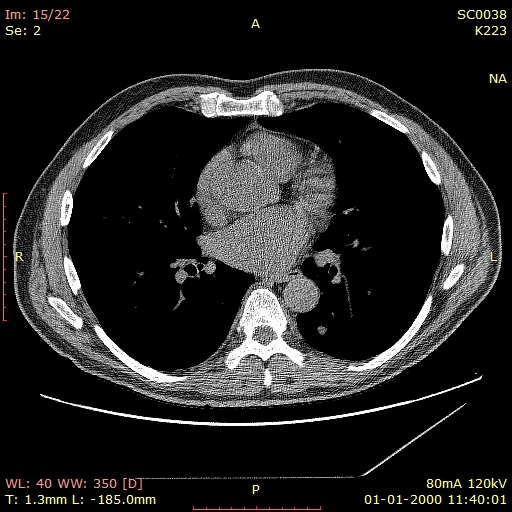 Im: 15/22
Se: 2
A
SC0038
K223
NA
R
L
WL: 40 WW: 350 [D]
T: 1.3mm L: -185.0mm
P
80mA 120kV
01-01-2000 11:40:01